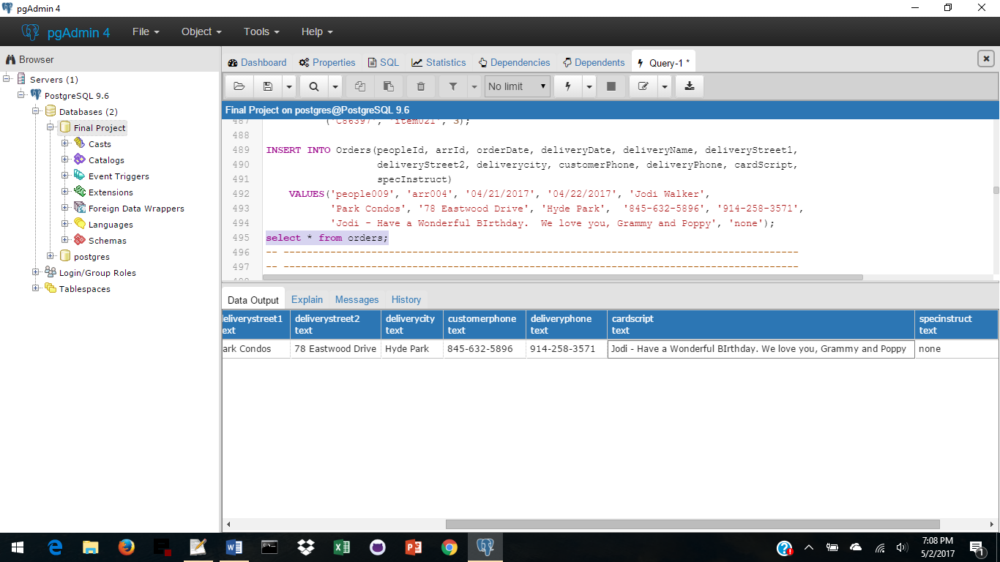 pgAdmin 4
pgAdmin 4 File Object Tools Help
Browser
Servers (1)
PostgreSQL 9.6
Databases (2)
Final Project
Casts
Catalogs
Event Triggers
Extensions
Foreign Data Wrappers
Languages
Schemas
postgres
Login/Group Roles
Tablespaces
Dashboard Properties SQL Statistics Dependencies Dependents Query-1 *
No limit
Final Project on postgres@PostgreSQL 9.6
487 ('C86397', 'item021', 3);
488
489 INSERT INTO Orders(peopleId, arrId, orderDate, deliveryDate, deliveryName, deliveryStreet1,
490 deliveryStreet2, deliverycity, customerPhone, deliveryPhone, cardScript,
491 specInstruct)
492 VALUES('people009', 'arr004', '04/21/2017', '04/22/2017', 'Jodi Walker',
493 'Park Condos', '78 Eastwood Drive', 'Hyde Park', '845-632-5896', '914-258-3571',
494 'Jodi - Have a Wonderful BIrthday. We love you, Grammy and Poppy', 'none');
495 select * from orders;
496 -- ----------------------------------------------------------------------------------------
497 -- ----------------------------------------------------------------------------------------
Data Output Explain Messages History
eliverystreet1 deliverystreet2 deliverycity customerphone deliveryphone cardscript specinstruct
ext text text text text text text
ark Condos 78 Eastwood Drive Hyde Park 845-632-5896 914-258-3571 Jodi - Have a Wonderful BIrthday. We love you, Grammy and Poppy none
7:08 PM
5/2/2017
1